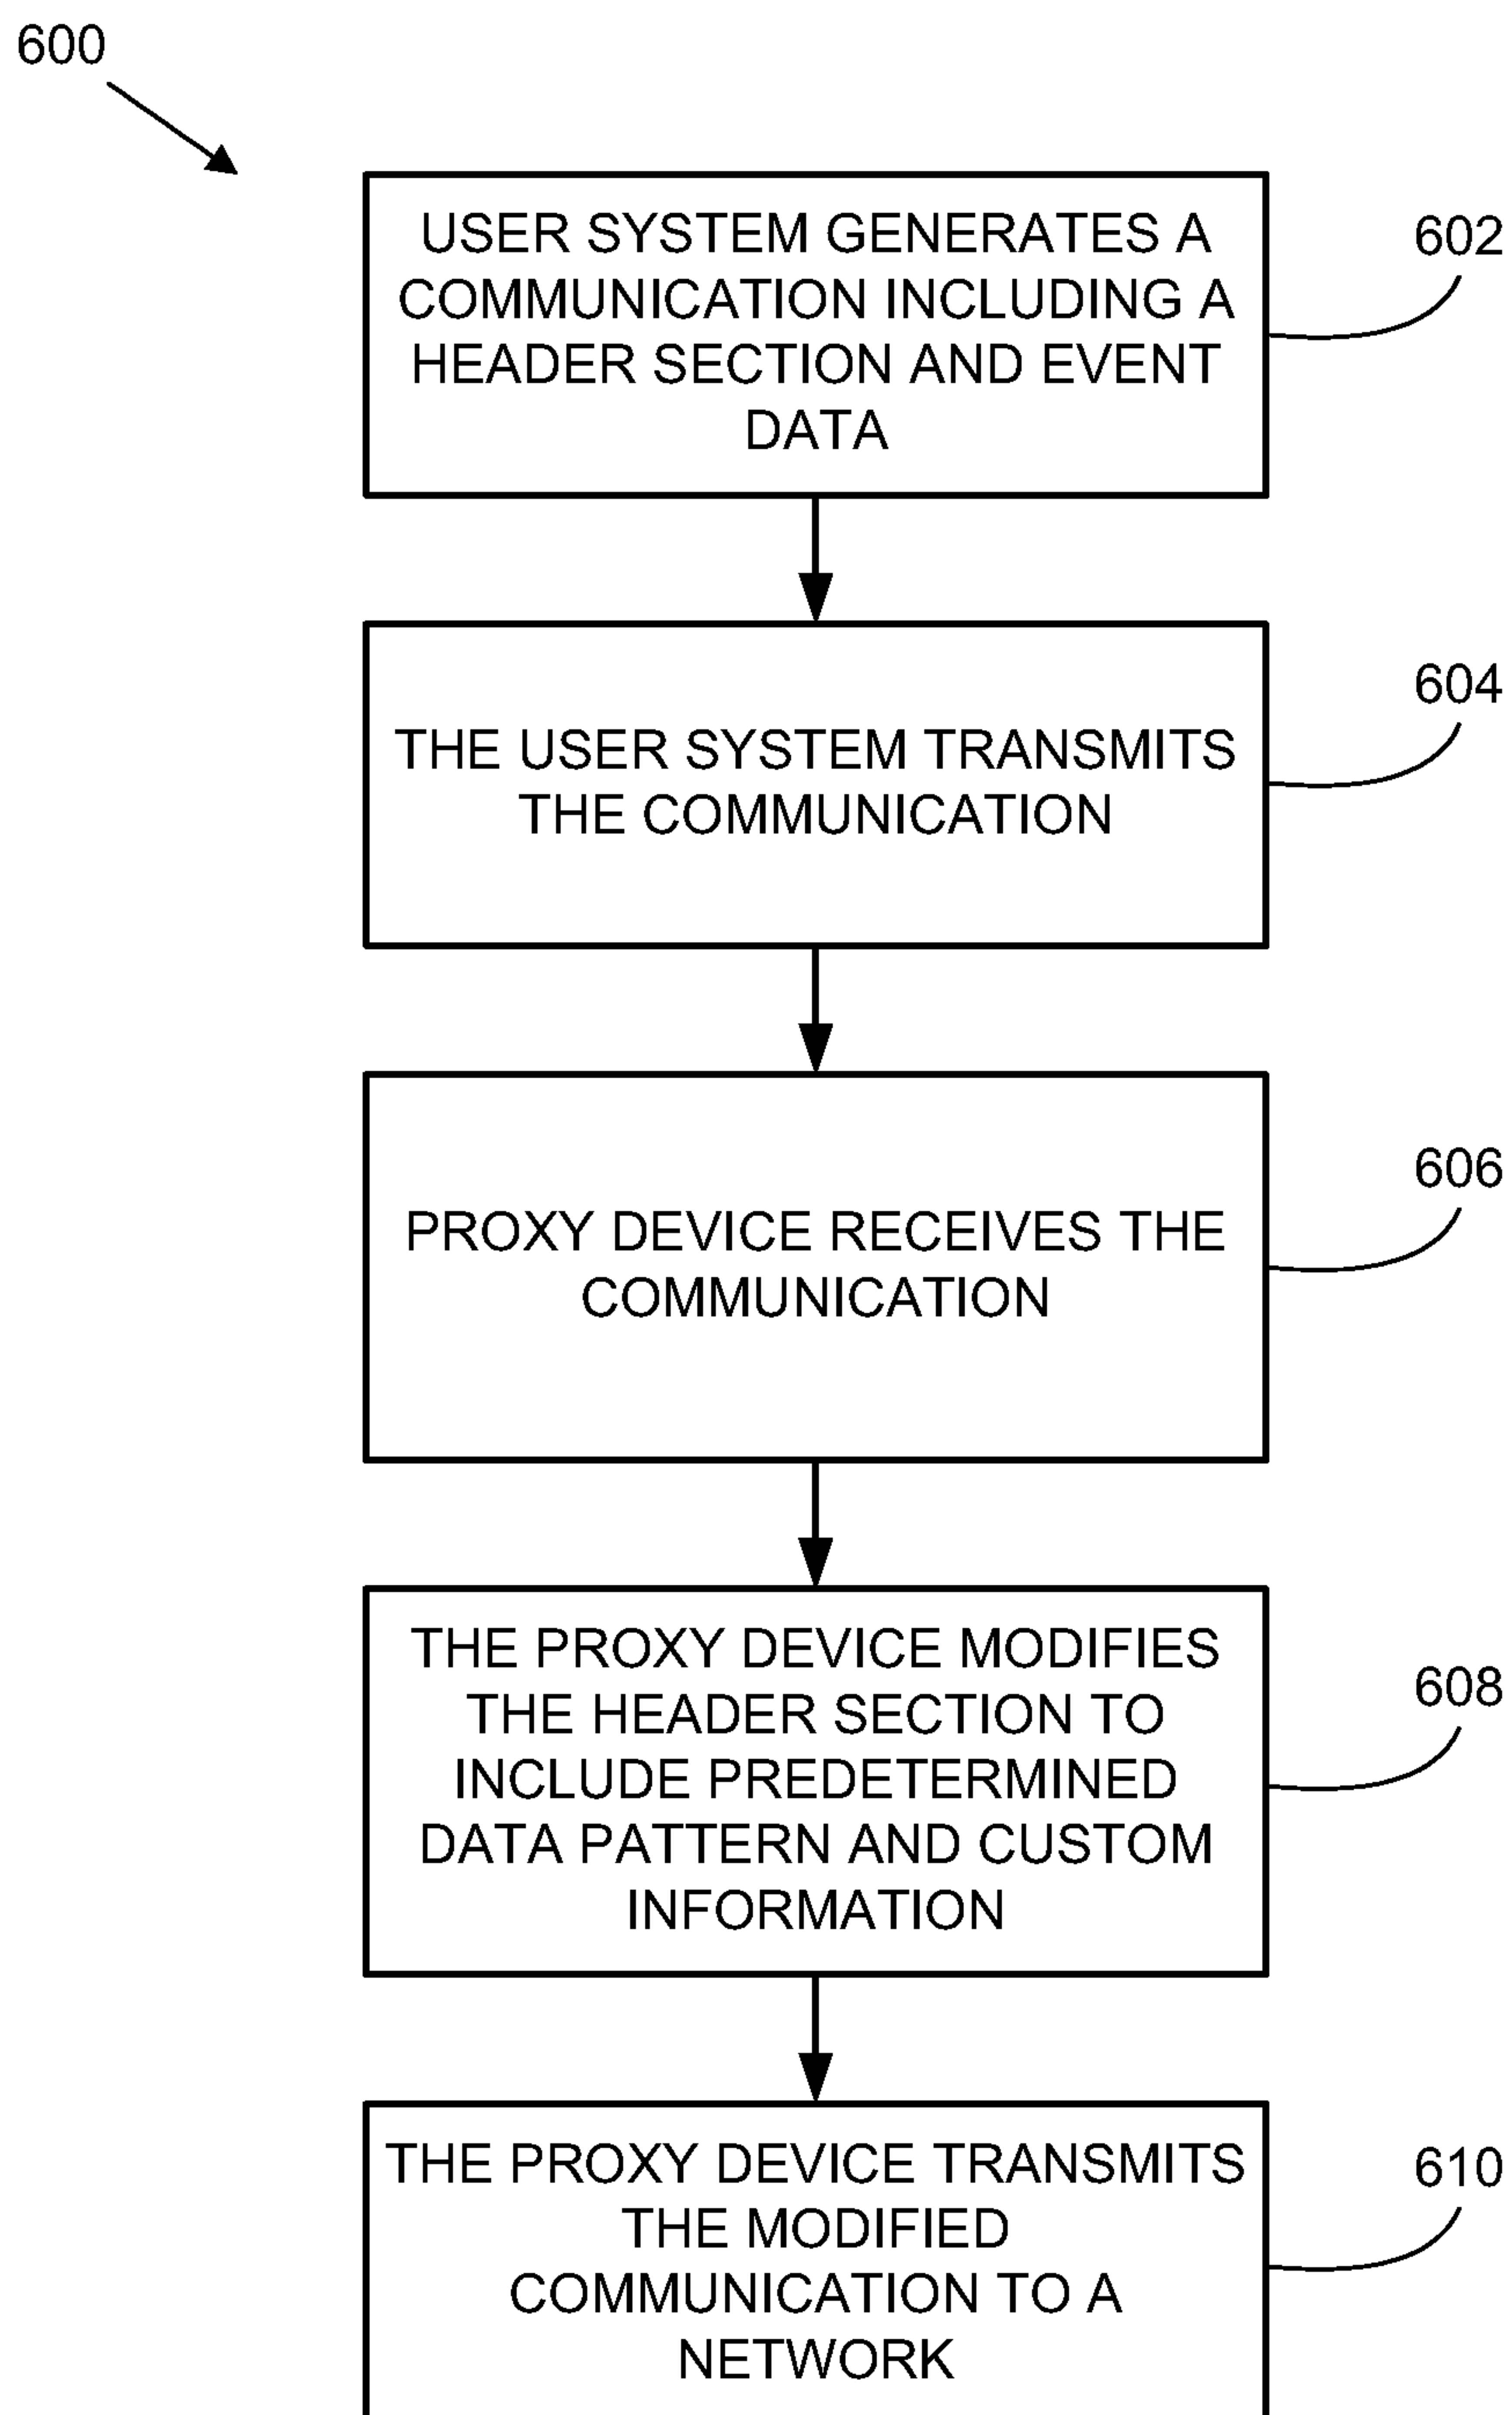 600
USER SYSTEM GENERATES A
COMMUNICATION INCLUDING A
HEADER SECTION AND EVENT
DATA
602
THE USER SYSTEM TRANSMITS
THE COMMUNICATION
604
PROXY DEVICE RECEIVES THE
COMMUNICATION
606
THE PROXY DEVICE MODIFIES
THE HEADER SECTION TO
INCLUDE PREDETERMINED
DATA PATTERN AND CUSTOM
INFORMATION
608
THE PROXY DEVICE TRANSMITS
THE MODIFIED
COMMUNICATION TO A
NETWORK
610